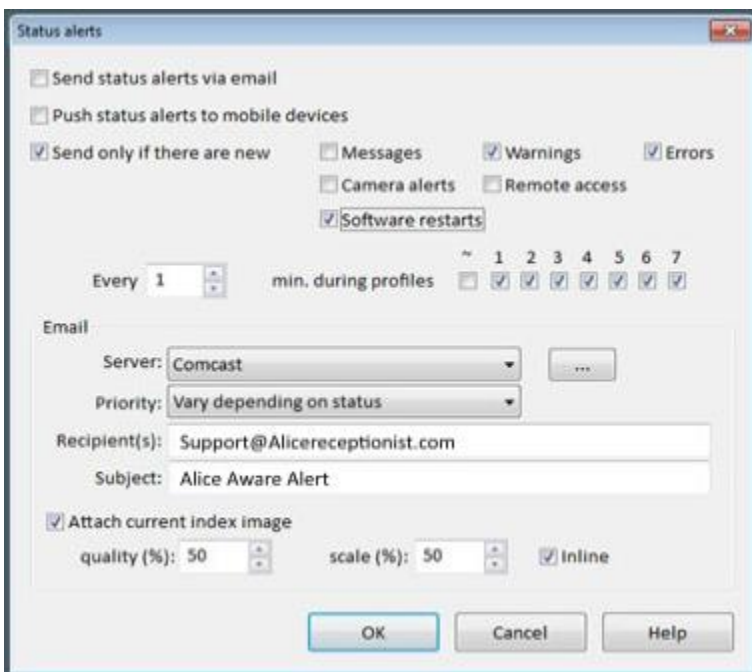 Status alerts
Send status alerts via email
Push status alerts to mobile devices
Send only if there are new Messages Warnings Errors
Camera alerts Remote access
Software restarts
~ 1 2 3 4 5 6 7
Every 1 min. during profiles
Email
Server: Comcast ...
Priority: Vary depending on status
Recipient(s): Support@Alicereceptionist.com
Subject: Alice Aware Alert
Attach current index image
quality (%): 50 scale (%): 50 Inline
OK Cancel Help